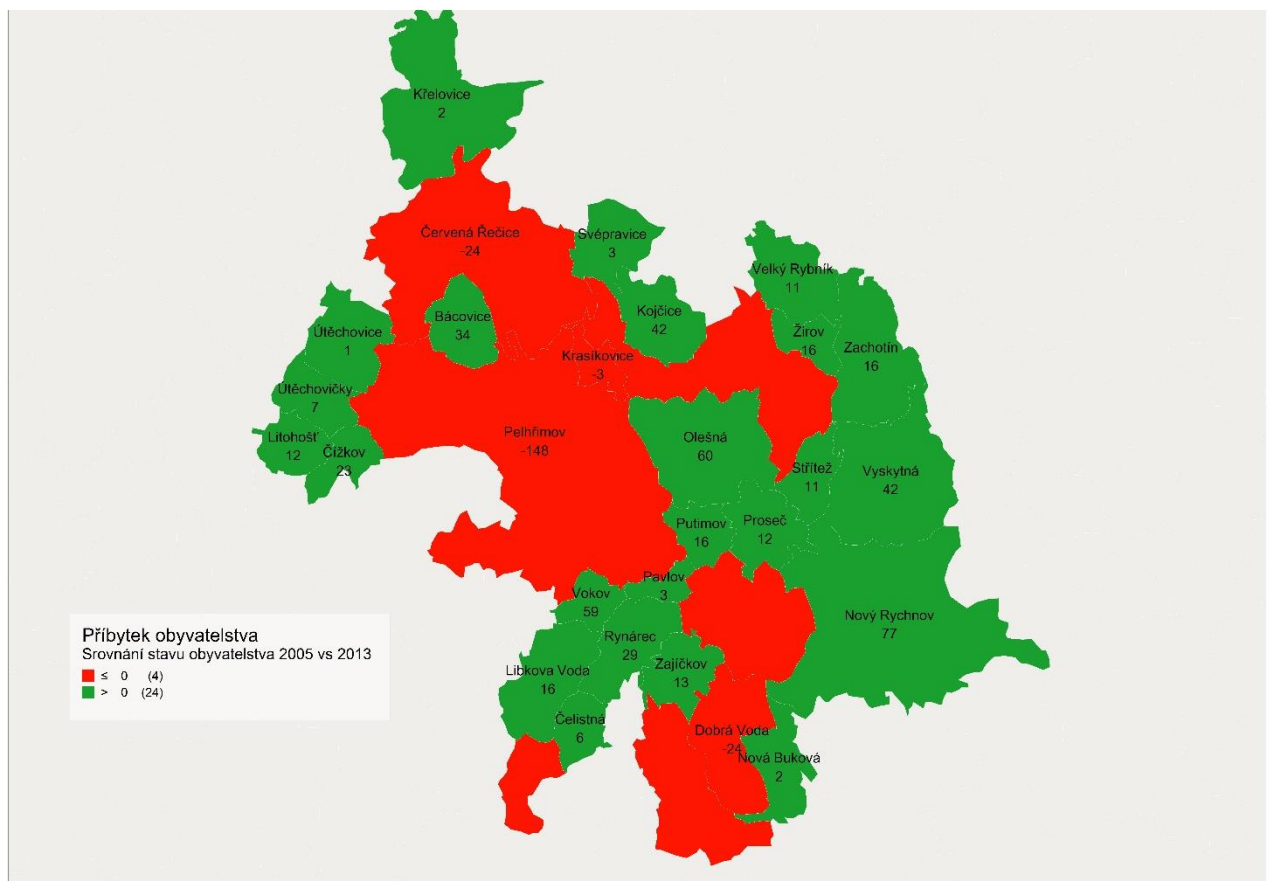 Křelovice
2
Červená Řečice
-24
Svépravice
3
Velký Rybník
11
Bácovice
34
Kojčice
42
Útěchovice
1
Žirov
16
Zachotín
16
Krasíkovice
-3
Útěchovičky
7
Litohošť
12
Čížkov
23
Pelhřimov
-148
Olešná
60
Střítež
11
Vyskytná
42
Putimov
16
Proseč
12
Pavlov
3
Vokov
59
Nový Rychnov
77
Rynárec
29
Zajíčkov
13
Libkova Voda
16
Čelistná
6
Dobrá Voda
-24
Nová Buková
2
Příbytek obyvatelstva
Srovnání stavu obyvatelstva 2005 vs 2013
≤ 0 (4)
> 0 (24)